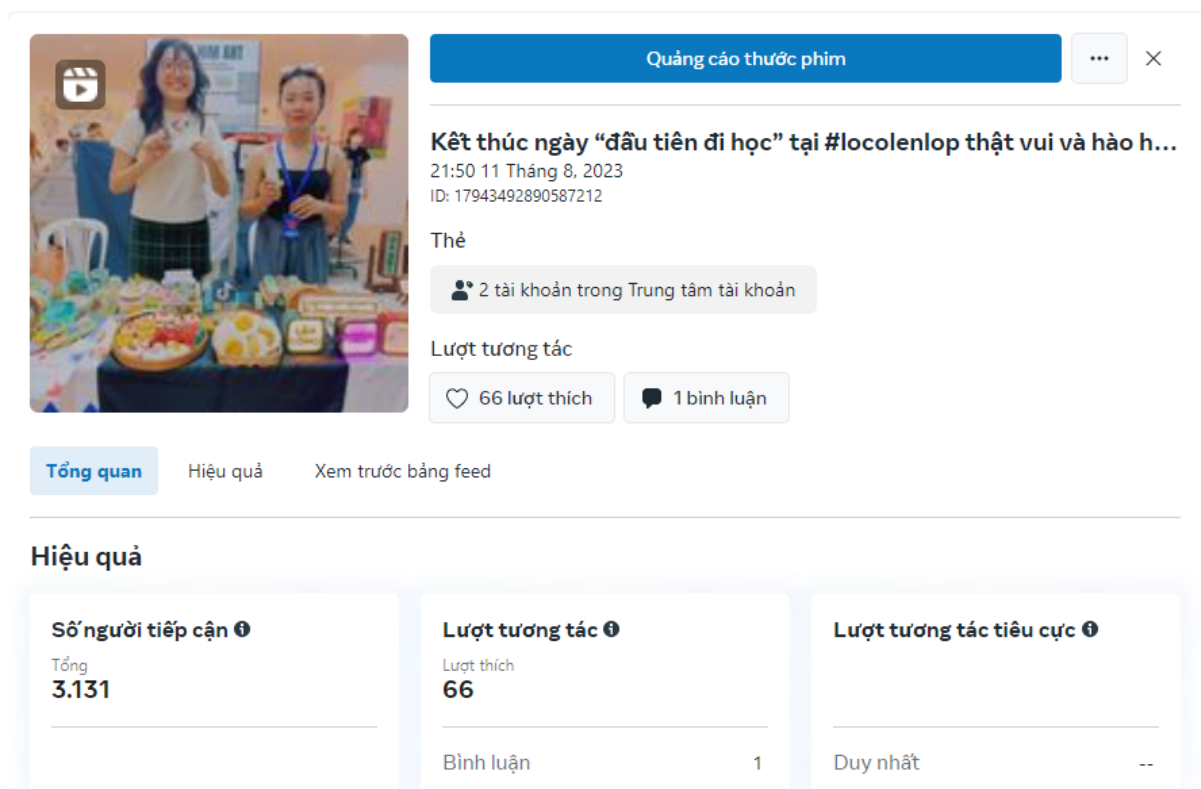 Quảng cáo thước phim
Kết thúc ngày “đầu tiên đi học” tại #locolenlop thật vui và hào h...
21:50 11 Tháng 8, 2023
ID: 17943492890587212
Thẻ
2 tài khoản trong Trung tâm tài khoản
Lượt tương tác
66 lượt thích
1 bình luận
Tổng quan
Hiệu quả
Xem trước bảng feed
Hiệu quả
Số người tiếp cận
Tổng
3.131
Lượt tương tác
Lượt thích
66
Bình luận 1
Lượt tương tác tiêu cực
Duy nhất --